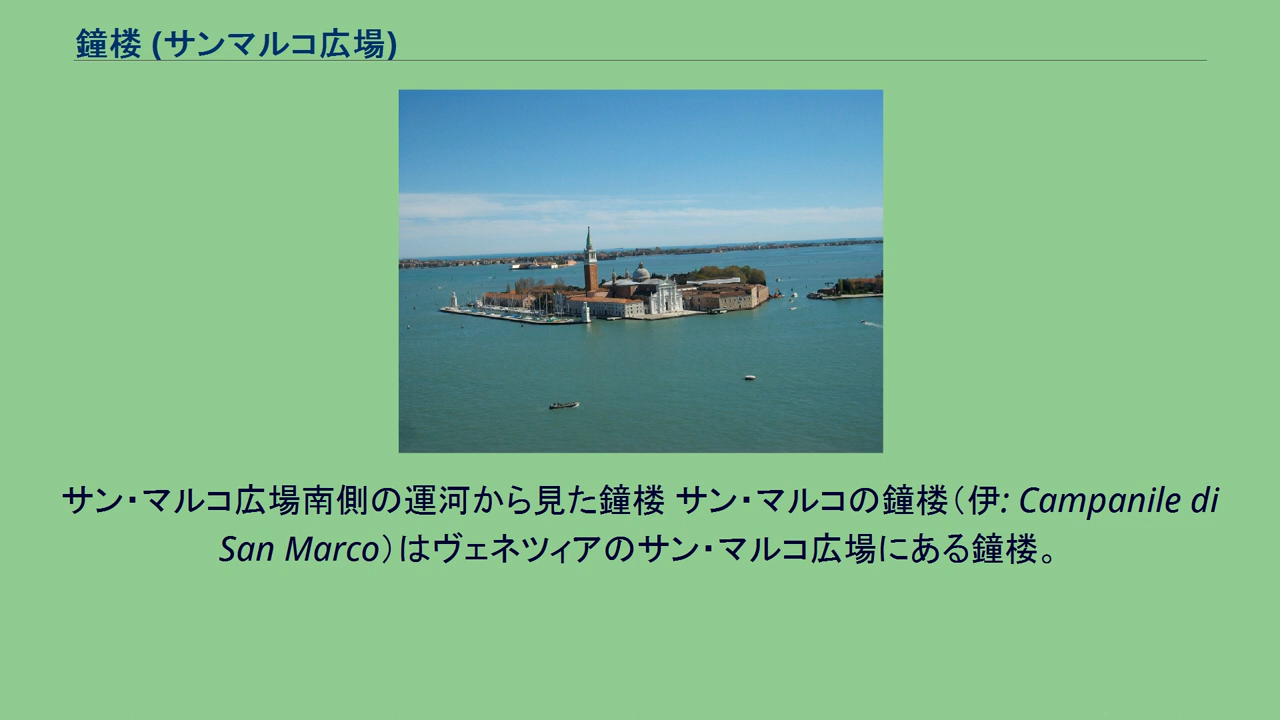 鐘楼 (サンマルコ広場)
サン・マルコ広場南側の運河から見た鐘楼 サン・マルコの鐘楼（伊: Campanile di
San Marco）はヴェネツィアのサン・マルコ広場にある鐘楼。